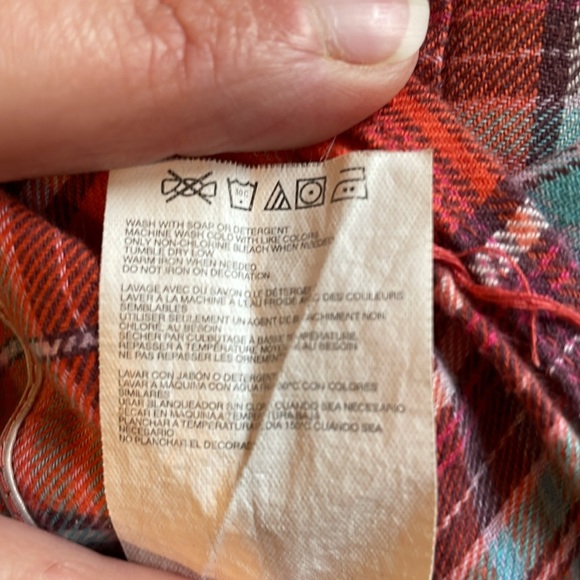 30 C
WASH WITH SOAP OR DETERGENT
MACHINE WASH COLD WITH LIKE COLORS
ONLY NON-CHLORINE BLEACH WHEN NEEDED
TUMBLE DRY LOW
WARM IRON WHEN NEEDED
DO NOT IRON ON DECORATION
LAVAGE AVEC DU SAVON OU DÉTERGENT
LAVER À LA MACHINE À L'EAU FROIDE AVEC DES COULEURS
SEMBLABLES
UTILISER SEULEMENT UN AGENT DE BLANCHIMENT NON
CHLORÉ AU BESOIN
SÉCHER PAR CULBUTAGE À BASSE TEMPÉRATURE
REPASSER À TEMPÉRATURE AU BESOIN
NE PAS REPASSER LES
LAVAR CON JABÓN O DETERGENTE
LAVAR A MÁQUINA CON AGUA 30°C CON COLORES
SIMILARES
USAR BLANQUEADOR SIN CLORO CUANDO SEA NECESARIO
SECAR EN MÁQUINA A TEMPERATURA BAJA
PLANCHAR A TEMPERATURA 150°C CUANDO SEA
NECESARIO
NO PLANCHAR EL